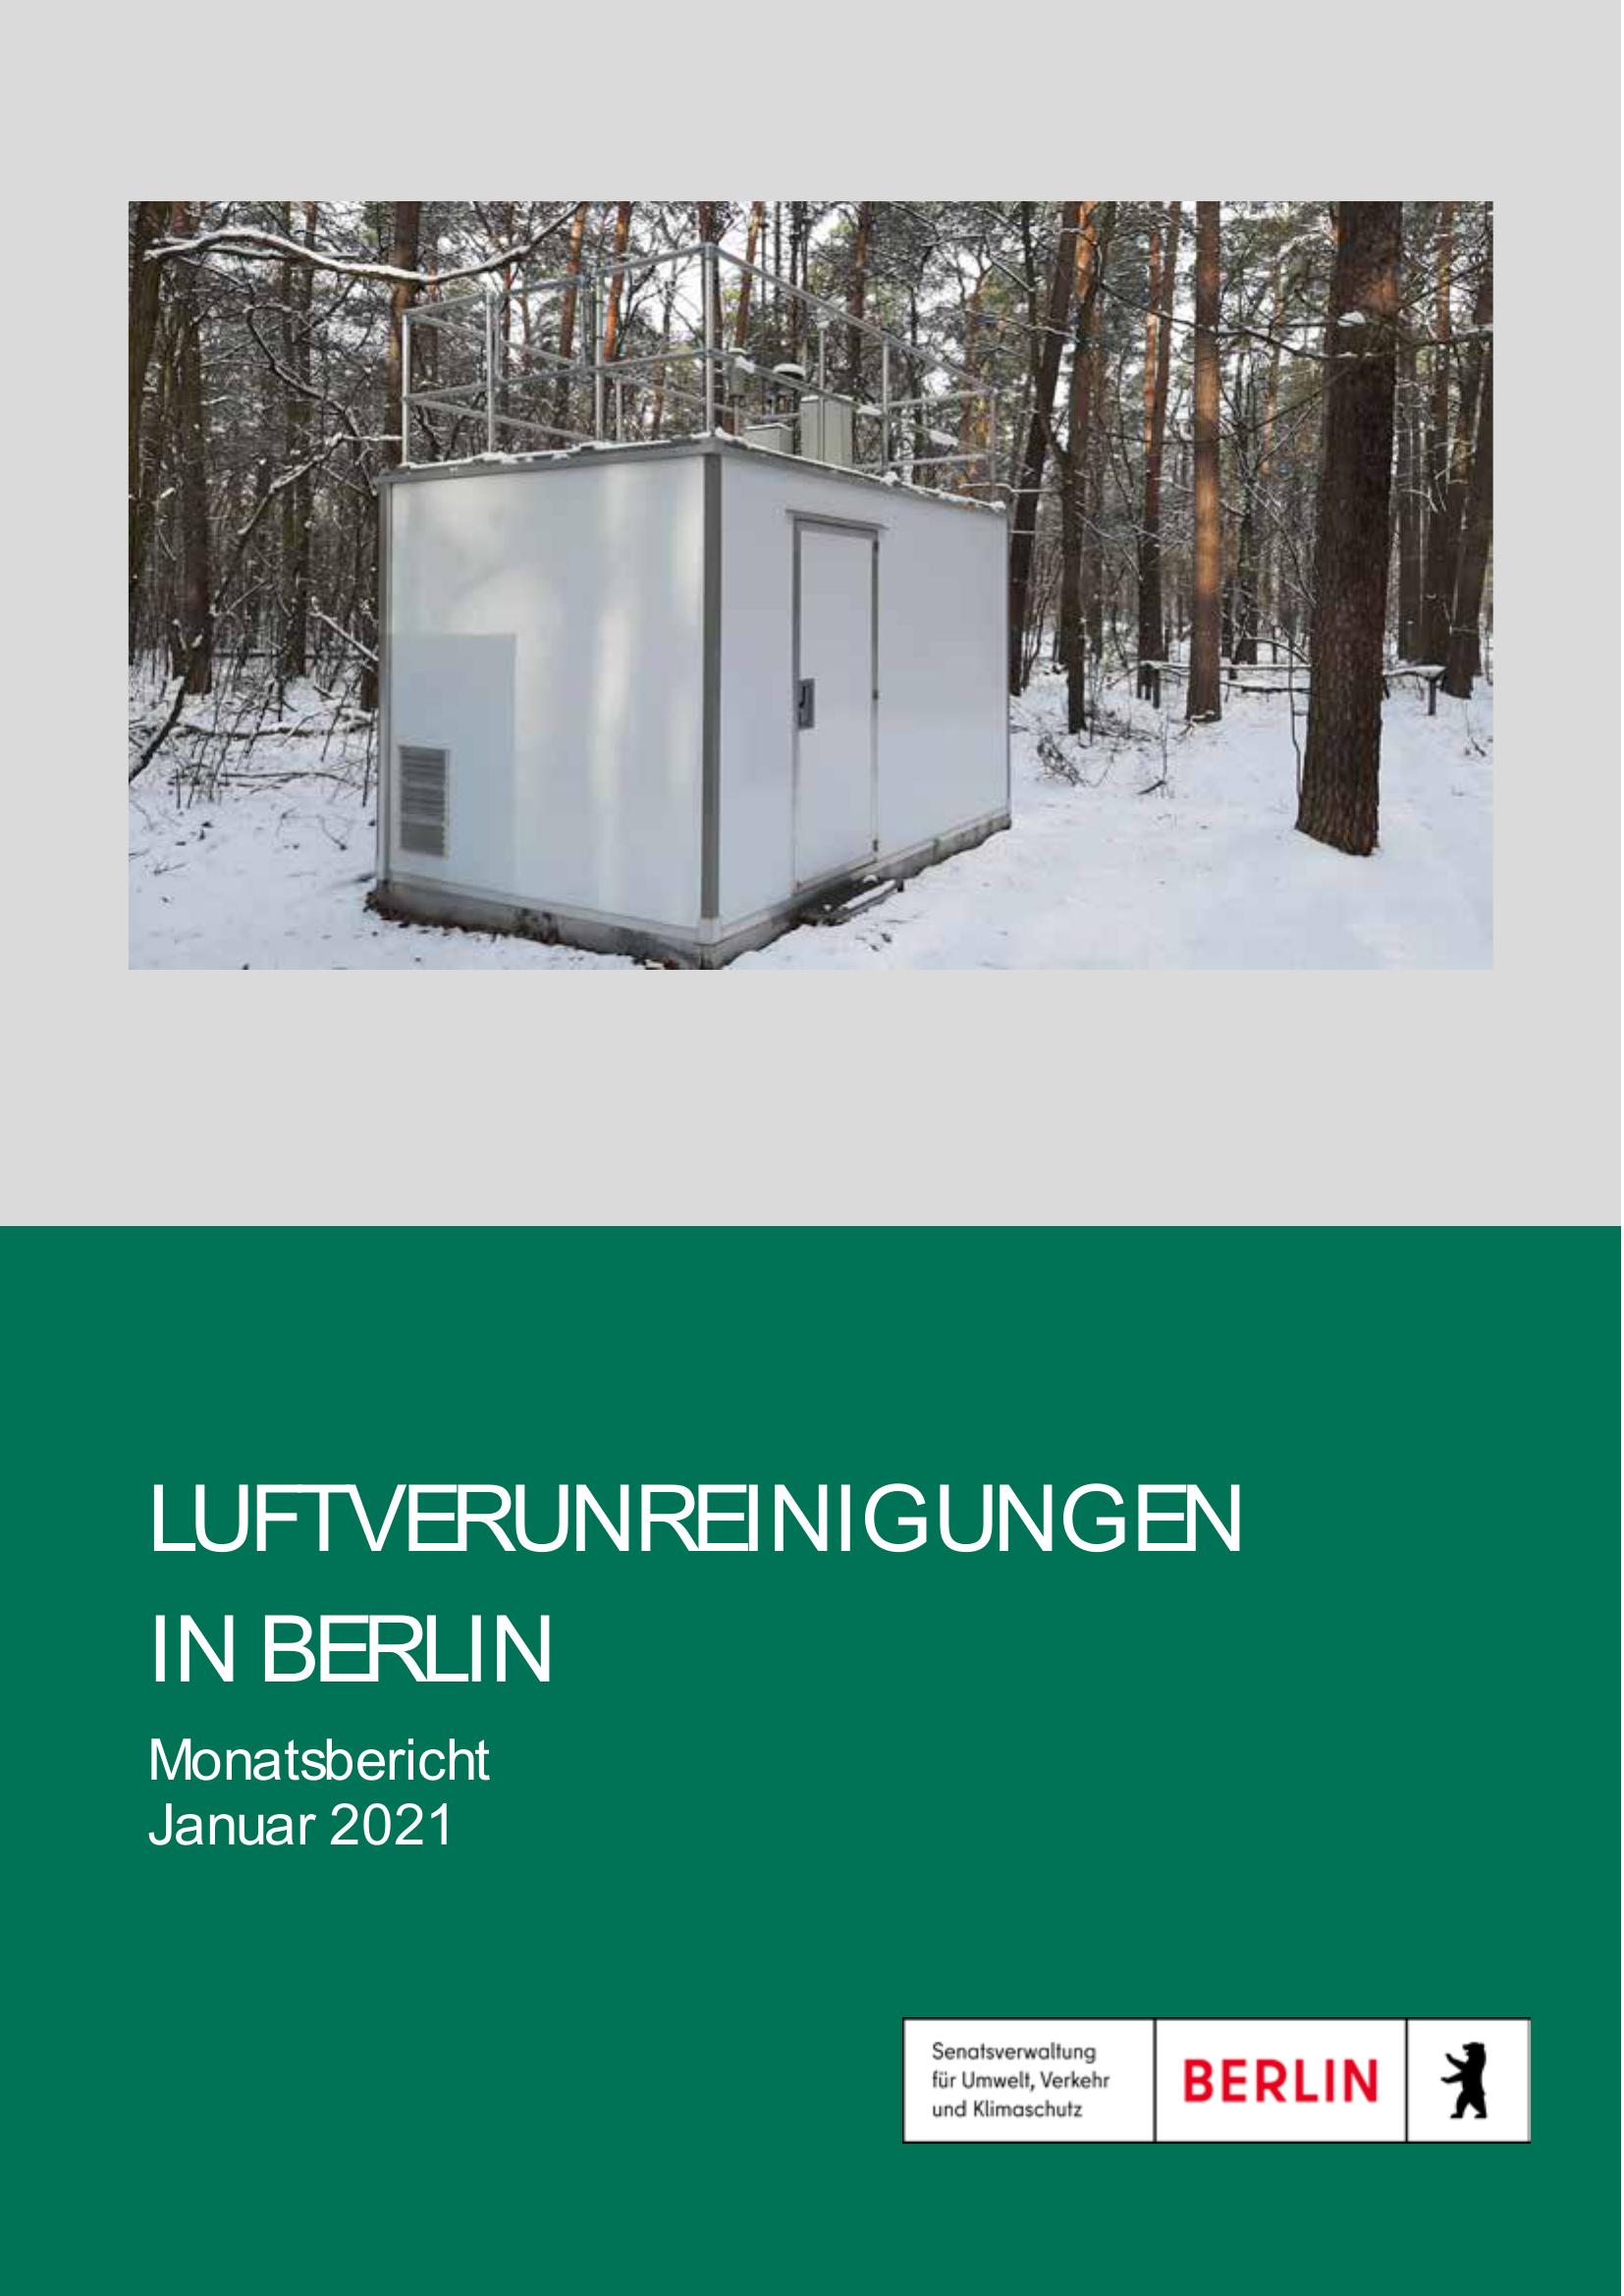 LUFTVERUNREINIGUNGEN
IN BERLIN
Monatsbericht
Januar 2021
Senatsverwaltung
für Umwelt, Verkehr
und Klimaschutz
BERLIN